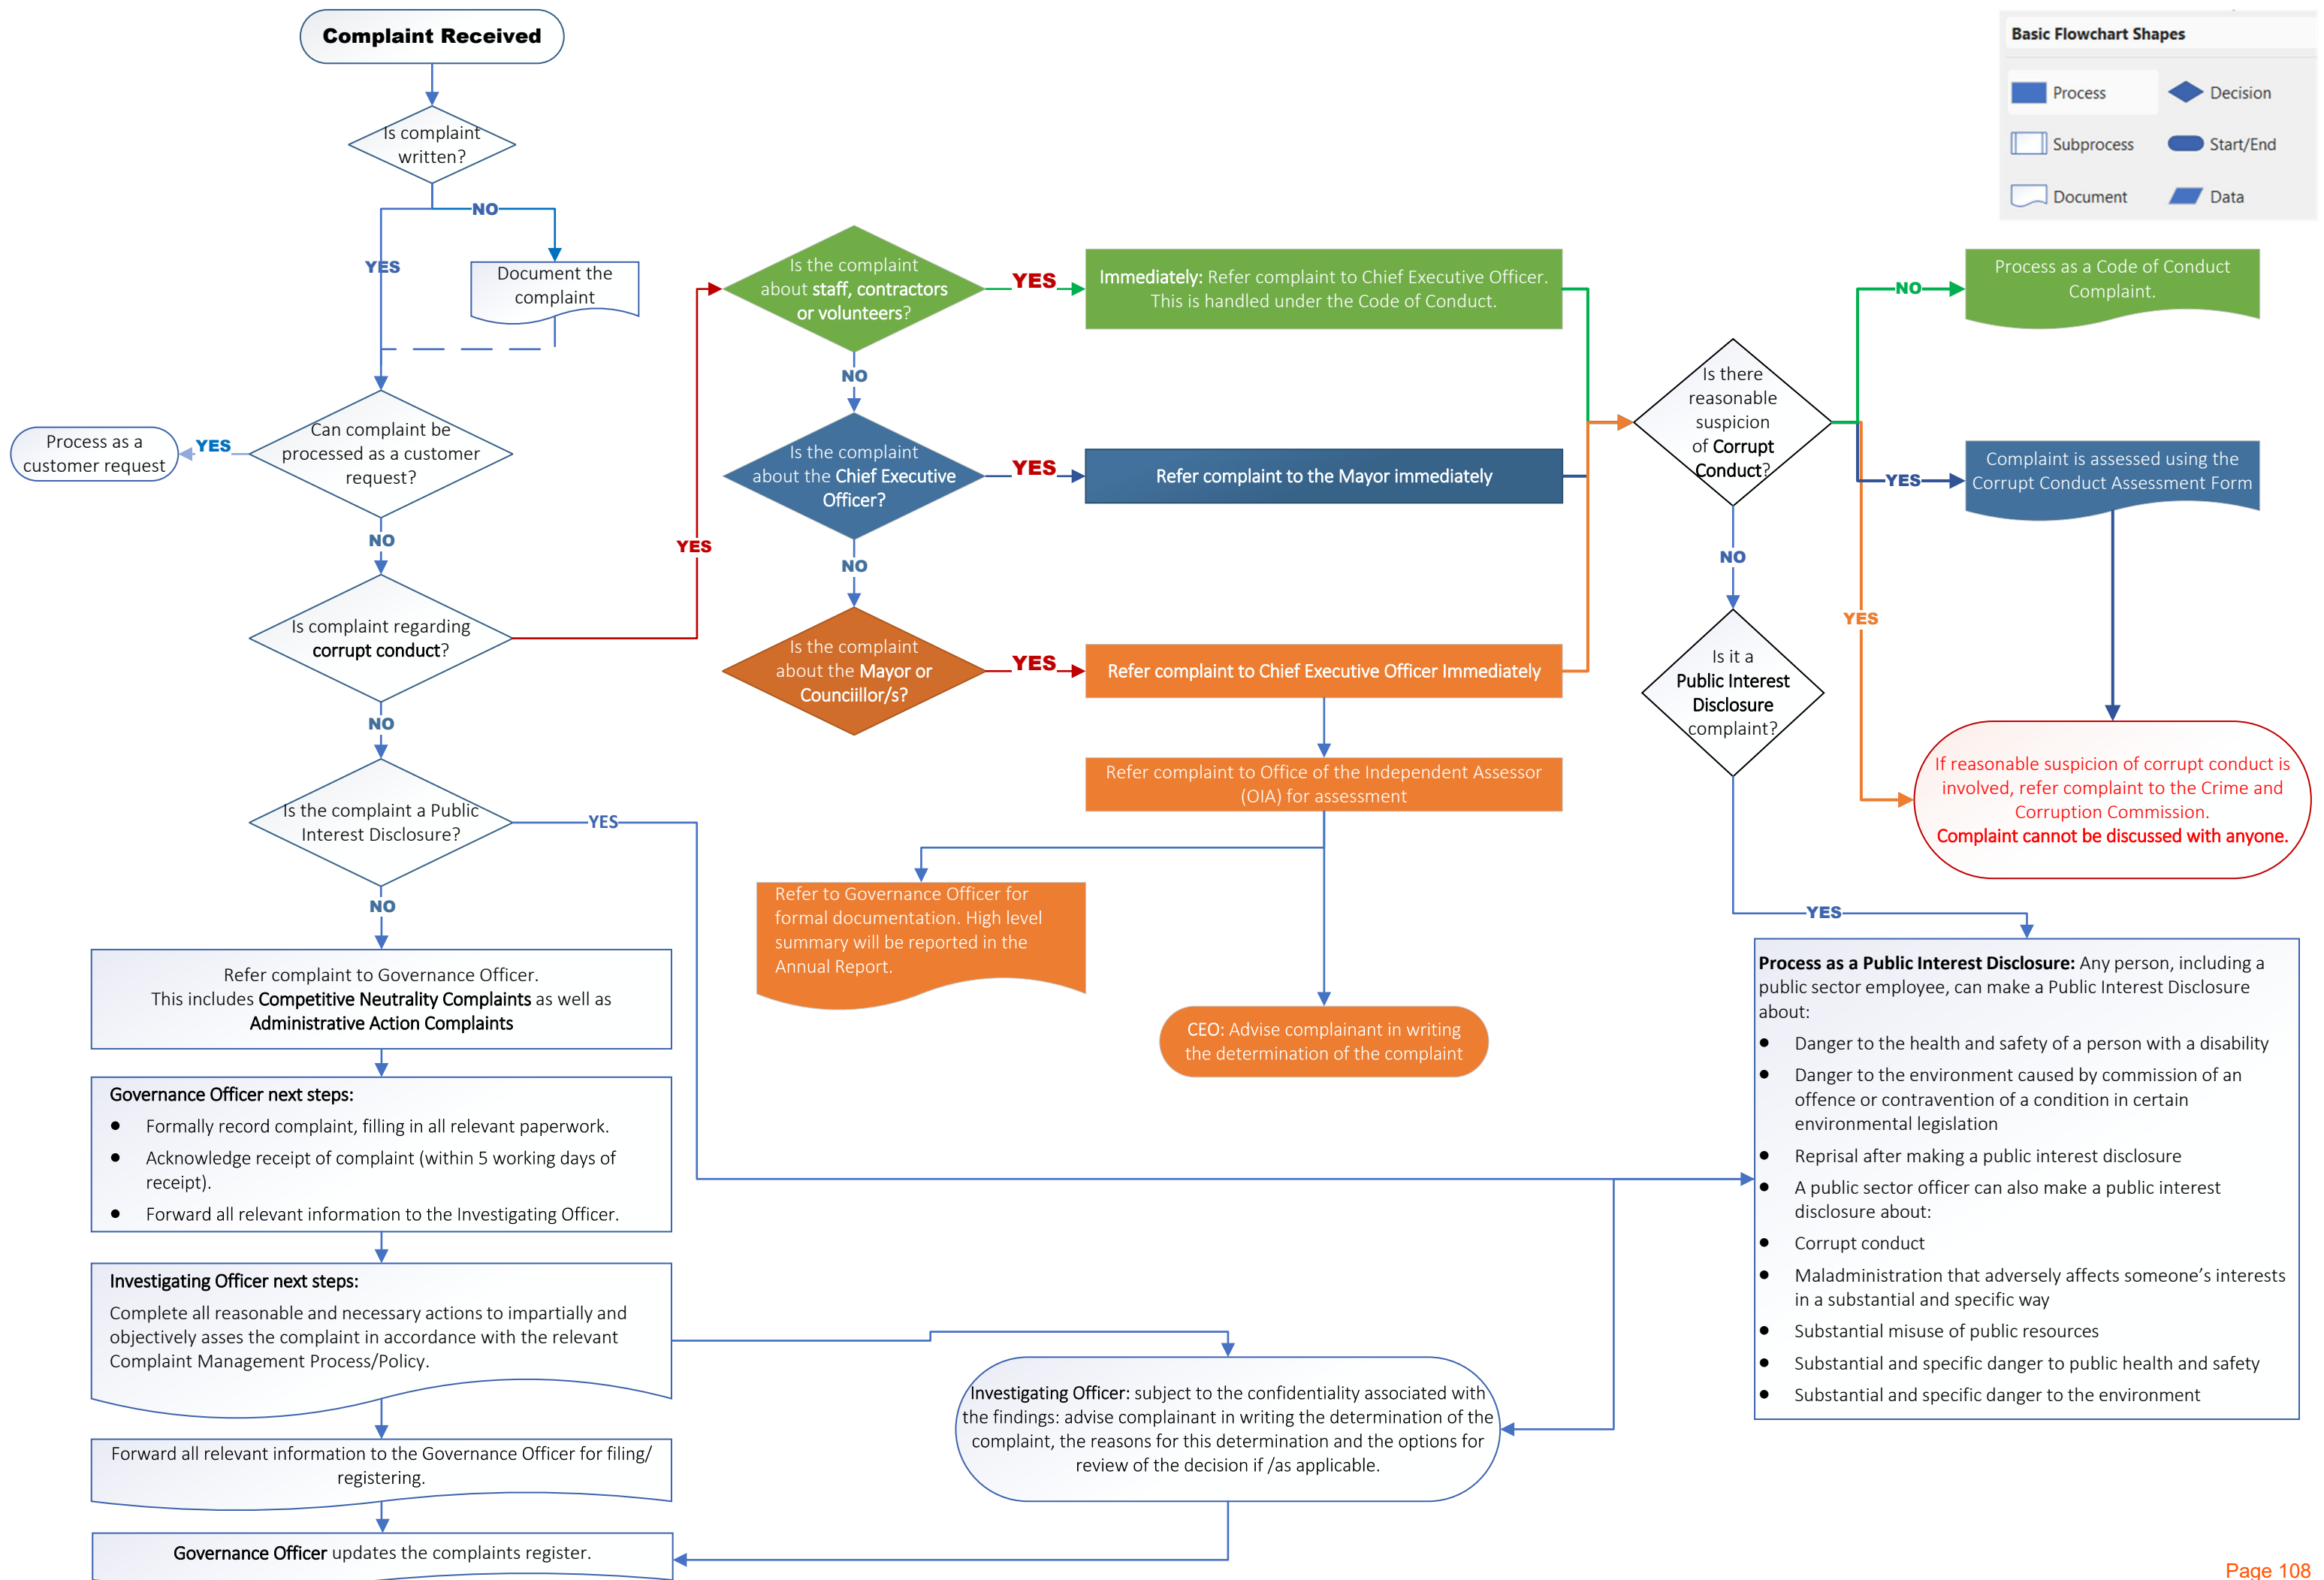 Complaint Received
Basic Flowchart Shapes
Process
Decision
Subprocess
Start/End
Document
Data
Is complaint
written?
NO
YES
Document the
complaint
Can complaint be
processed as a customer
request?
YES
Process as a
customer request
NO
Is complaint regarding
corrupt conduct?
YES
NO
Is the complaint a Public
Interest Disclosure?
YES
NO
Refer complaint to Governance Officer.
This includes Competitive Neutrality Complaints as well as
Administrative Action Complaints
Governance Officer next steps:
● Formally record complaint, filling in all relevant paperwork.
● Acknowledge receipt of complaint (within 5 working days of
receipt).
● Forward all relevant information to the Investigating Officer.
Investigating Officer next steps:
Complete all reasonable and necessary actions to impartially and
objectively asses the complaint in accordance with the relevant
Complaint Management Process/Policy.
Forward all relevant information to the Governance Officer for filing/
registering.
Governance Officer updates the complaints register.
Is the complaint
about staff, contractors
or volunteers?
YES
Immediately: Refer complaint to Chief Executive Officer.
This is handled under the Code of Conduct.
NO
Is the complaint
about the Chief Executive
Officer?
YES
Refer complaint to the Mayor immediately
NO
Is the complaint
about the Mayor or
Counciillor/s?
YES
Refer complaint to Chief Executive Officer Immediately
Refer complaint to Office of the Independent Assessor
(OIA) for assessment
Refer to Governance Officer for
formal documentation. High level
summary will be reported in the
Annual Report.
CEO: Advise complainant in writing
the determination of the complaint
Investigating Officer: subject to the confidentiality associated with
the findings: advise complainant in writing the determination of the
complaint, the reasons for this determination and the options for
review of the decision if /as applicable.
Is there
reasonable
suspicion
of Corrupt
Conduct?
NO
Process as a Code of Conduct
Complaint.
YES
Complaint is assessed using the
Corrupt Conduct Assessment Form
YES
If reasonable suspicion of corrupt conduct is
involved, refer complaint to the Crime and
Corruption Commission.
Complaint cannot be discussed with anyone.
NO
Is it a
Public Interest
Disclosure
complaint?
YES
Process as a Public Interest Disclosure: Any person, including a
public sector employee, can make a Public Interest Disclosure
about:
● Danger to the health and safety of a person with a disability
● Danger to the environment caused by commission of an
offence or contravention of a condition in certain
environmental legislation
● Reprisal after making a public interest disclosure
● A public sector officer can also make a public interest
disclosure about:
● Corrupt conduct
● Maladministration that adversely affects someone’s interests
in a substantial and specific way
● Substantial misuse of public resources
● Substantial and specific danger to public health and safety
● Substantial and specific danger to the environment
Page 108